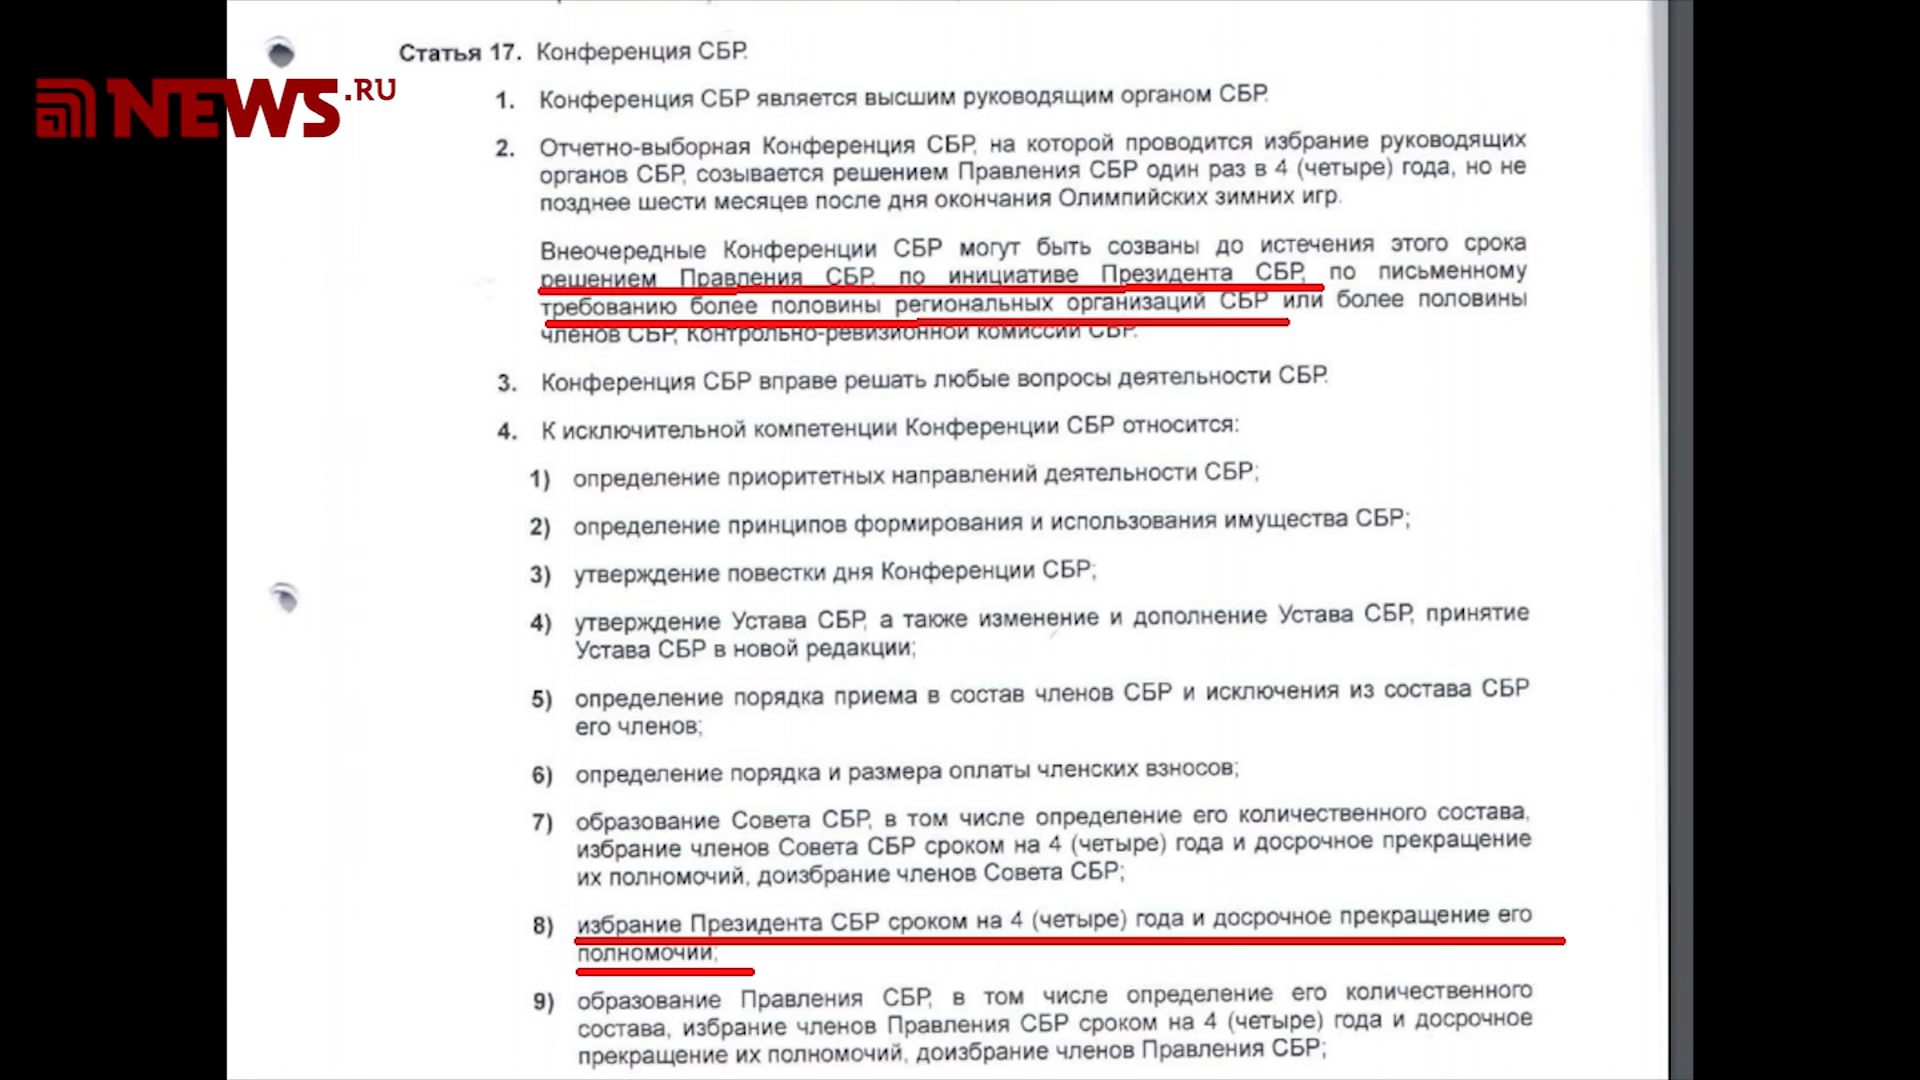 NEWS.RU
Статья 17. Конференция СБР.
1. Конференция СБР является высшим руководящим органом СБР.
2. Отчетно-выборная Конференция СБР, на которой проводится избрание руководящих
органов СБР, созывается решением Правления СБР один раз в 4 (четыре) года, но не
позднее шести месяцев после дня окончания Олимпийских зимних игр.
Внеочередные Конференции СБР могут быть созваны до истечения этого срока
решением Правления СБР, по инициативе Президента СБР, по письменному
требованию более половины региональных организаций СБР или более половины
членов СБР, Контрольно-ревизионной комиссии СБР.
3. Конференция СБР вправе решать любые вопросы деятельности СБР.
4. К исключительной компетенции Конференции СБР относится:
1) определение приоритетных направлений деятельности СБР;
2) определение принципов формирования и использования имущества СБР;
3) утверждение повестки дня Конференции СБР;
4) утверждение Устава СБР, а также изменение и дополнение Устава СБР, принятие
Устава СБР в новой редакции;
5) определение порядка приема в состав членов СБР и исключения из состава СБР
его членов;
6) определение порядка и размера оплаты членских взносов;
7) образование Совета СБР, в том числе определение его количественного состава,
избрание членов Совета СБР сроком на 4 (четыре) года и досрочное прекращение
их полномочий, доизбрание членов Совета СБР;
8) избрание Президента СБР сроком на 4 (четыре) года и досрочное прекращение его
полномочий;
9) образование Правления СБР, в том числе определение его количественного
состава, избрание членов Правления СБР сроком на 4 (четыре) года и досрочное
прекращение их полномочий, доизбрание членов Правления СБР;